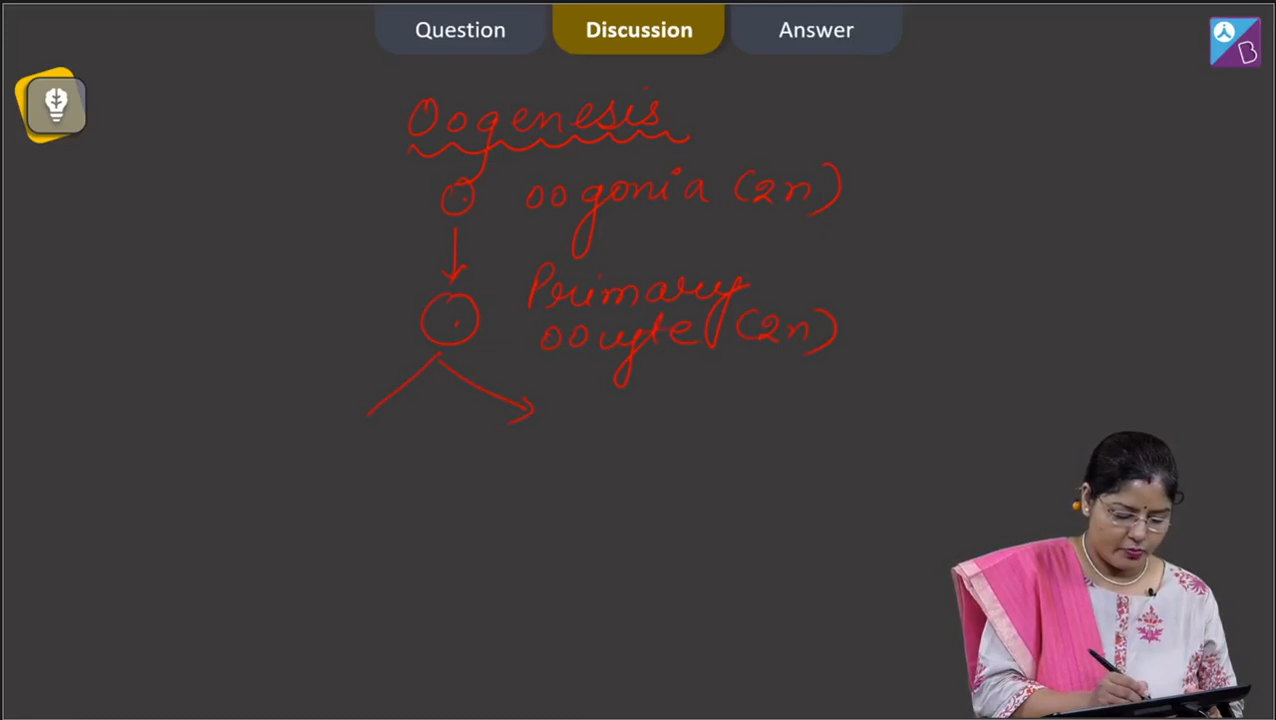 Question
Discussion
Answer
B
Oogenesis
oogonia (2n)
Primary
oocyte (2n)